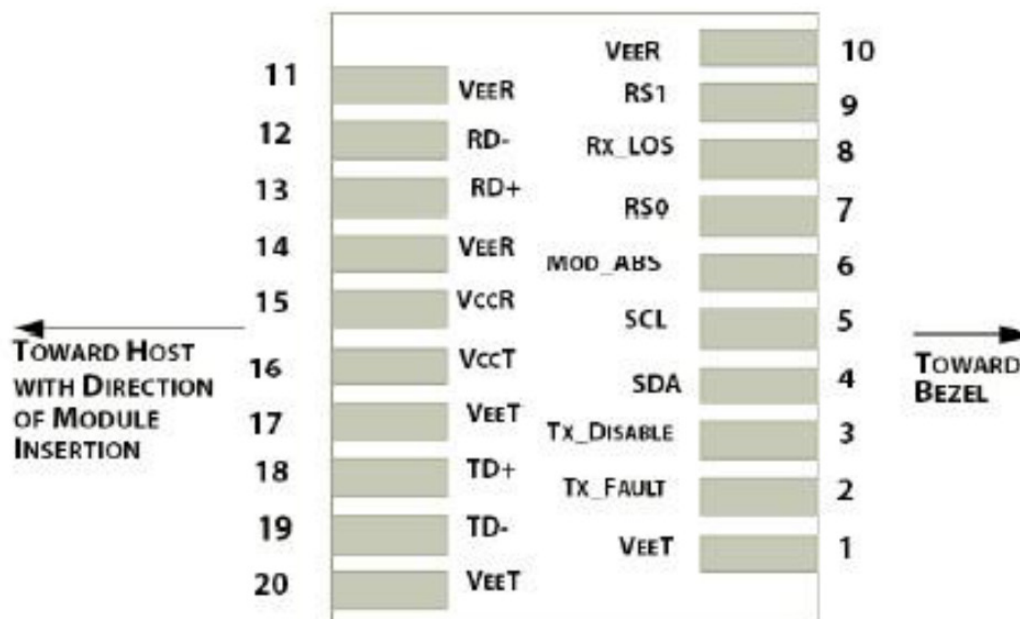 11 VEER
12 RD-
13 RD+
14 VEER
15 VCCR
16 VCCT
17 VEET
18 TD+
19 TD-
20 VEET
VEER 10
RS1 9
RX_LOS 8
RS0 7
MOD_ABS 6
SCL 5
SDA 4
TX_DISABLE 3
TX_FAULT 2
VEET 1
TOWARD HOST
WITH DIRECTION
OF MODULE
INSERTION
TOWARD
BEZEL